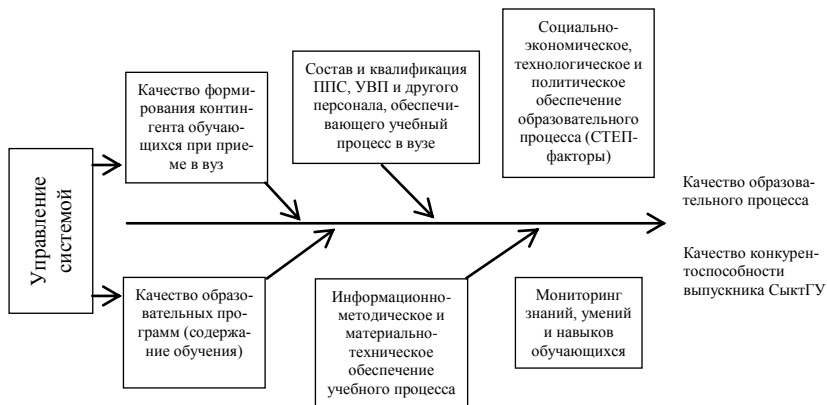 Управление
системой
Качество форми-
рования контин-
гента обучаю-
щихся при прие-
ме в вуз
Состав и квалификация
ППС, УВП и другого
персонала, обеспечи-
вающего учебный
процесс в вузе
Социально-
экономическое,
технологическое и
политическое
обеспечение
образовательного
процесса (СТЕП-
факторы)
Качество образова-
тельного процесса
Качество конкурен-
тоспособности
выпускника СыктГУ
Качество образо-
вательных про-
грамм (содержа-
ние обучения)
Информационно-
методическое и
материально-
техническое
обеспечение
учебного процесса
Мониторинг
знаний, умений
и навыков
обучающихся